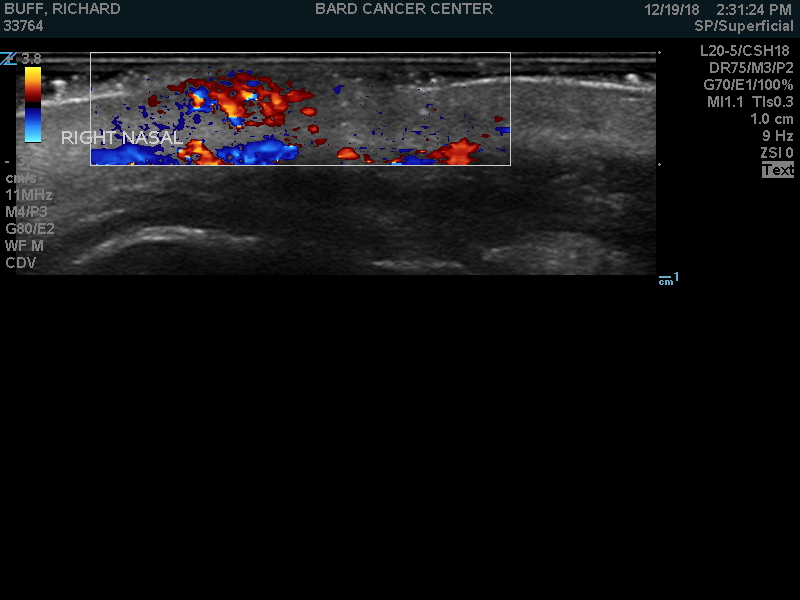 BUFF, RICHARD BARD CANCER CENTER 12/19/18 2:31:24 PM
33764 SP/Superficial
Z 3.8
L20-5/CSH18
DR75/M3/P2
G70/E1/100%
MI1.1 TIs0.3
1.0 cm
9 Hz
ZSI 0
Text
RIGHT NASAL
cm/s
11MHz
M4/P3
G80/E2
WF M
CDV
cm 1